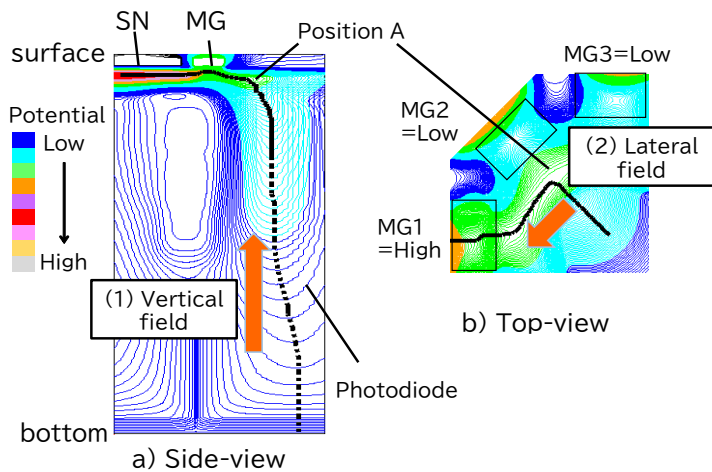 SN
MG
Position A
surface
MG3=Low
Potential
Low
High
MG2
=Low
(2) Lateral
field
MG1
=High
(1) Vertical
field
b) Top-view
Photodiode
bottom
a) Side-view